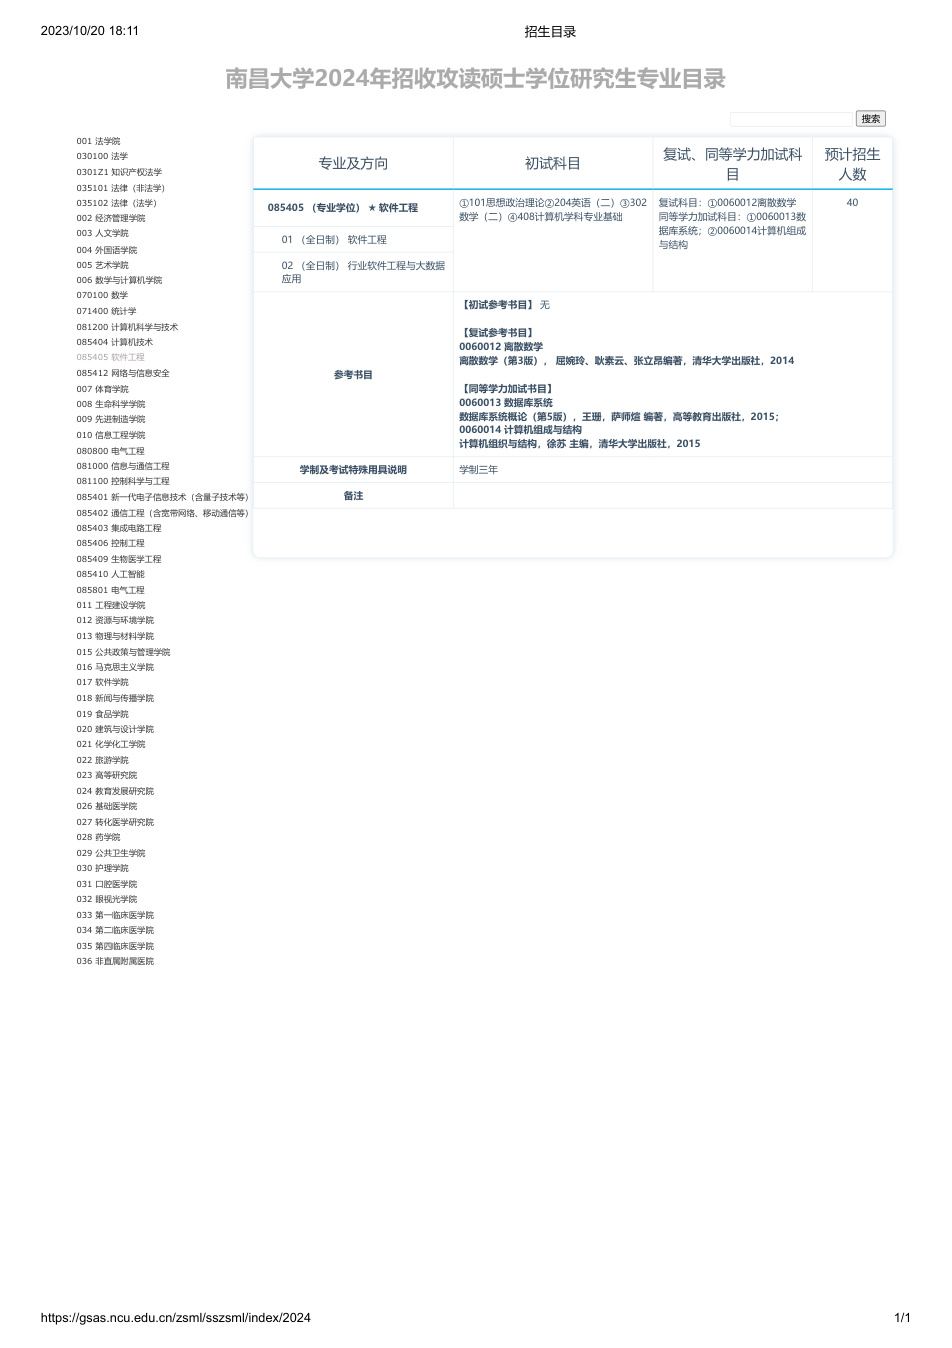 2023/10/20 18:11
招生目录
南昌大学2024年招收攻读硕士学位研究生专业目录
搜索
001 法学院
030100 法学
0301Z1 知识产权法学
035101 法律（非法学）
035102 法律（法学）
002 经济管理学院
003 人文学院
004 外国语学院
005 艺术学院
006 数学与计算机学院
070100 数学
071400 统计学
081200 计算机科学与技术
085404 计算机技术
085405 软件工程
085412 网络与信息安全
007 体育学院
008 生命科学学院
009 先进制造学院
010 信息工程学院
080800 电气工程
081000 信息与通信工程
081100 控制科学与工程
085401 新一代电子信息技术（含量子技术等）
085402 通信工程（含宽带网络、移动通信等）
085403 集成电路工程
085406 控制工程
085409 生物医学工程
085410 人工智能
085801 电气工程
011 工程建设学院
012 资源与环境学院
013 物理与材料学院
015 公共政策与管理学院
016 马克思主义学院
017 软件学院
018 新闻与传播学院
019 食品学院
020 建筑与设计学院
021 化学化工学院
022 旅游学院
023 高等研究院
024 教育发展研究院
026 基础医学院
027 转化医学研究院
028 药学院
029 公共卫生学院
030 护理学院
031 口腔医学院
032 眼视光学院
033 第一临床医学院
034 第二临床医学院
035 第四临床医学院
036 非直属附属医院
专业及方向
初试科目
复试、同等学力加试科
目
预计招生
人数
085405 （专业学位）★ 软件工程
01 （全日制） 软件工程
02 （全日制） 行业软件工程与大数据
应用
①101思想政治理论②204英语（二）③302
数学（二）④408计算机学科专业基础
复试科目：①0060012离散数学
同等学力加试科目：①0060013数
据库系统；②0060014计算机组成
与结构
40
参考书目
【初试参考书目】 无
【复试参考书目】
0060012 离散数学
离散数学（第3版）， 屈婉玲、耿素云、张立昂编著，清华大学出版社，2014
【同等学力加试书目】
0060013 数据库系统
数据库系统概论（第5版），王珊，萨师煊 编著，高等教育出版社，2015；
0060014 计算机组成与结构
计算机组织与结构，徐苏 主编，清华大学出版社，2015
学制及考试特殊用具说明
学制三年
备注
https://gsas.ncu.edu.cn/zsml/sszsml/index/2024
1/1